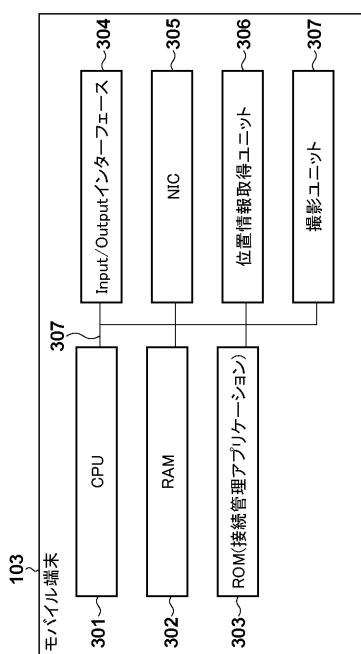 103
モバイル端末
301
CPU
302
RAM
303
ROM(接続管理アプリケーション)
307
304
Input/Outputインターフェース
305
NIC
306
位置情報取得ユニット
307
撮影ユニット